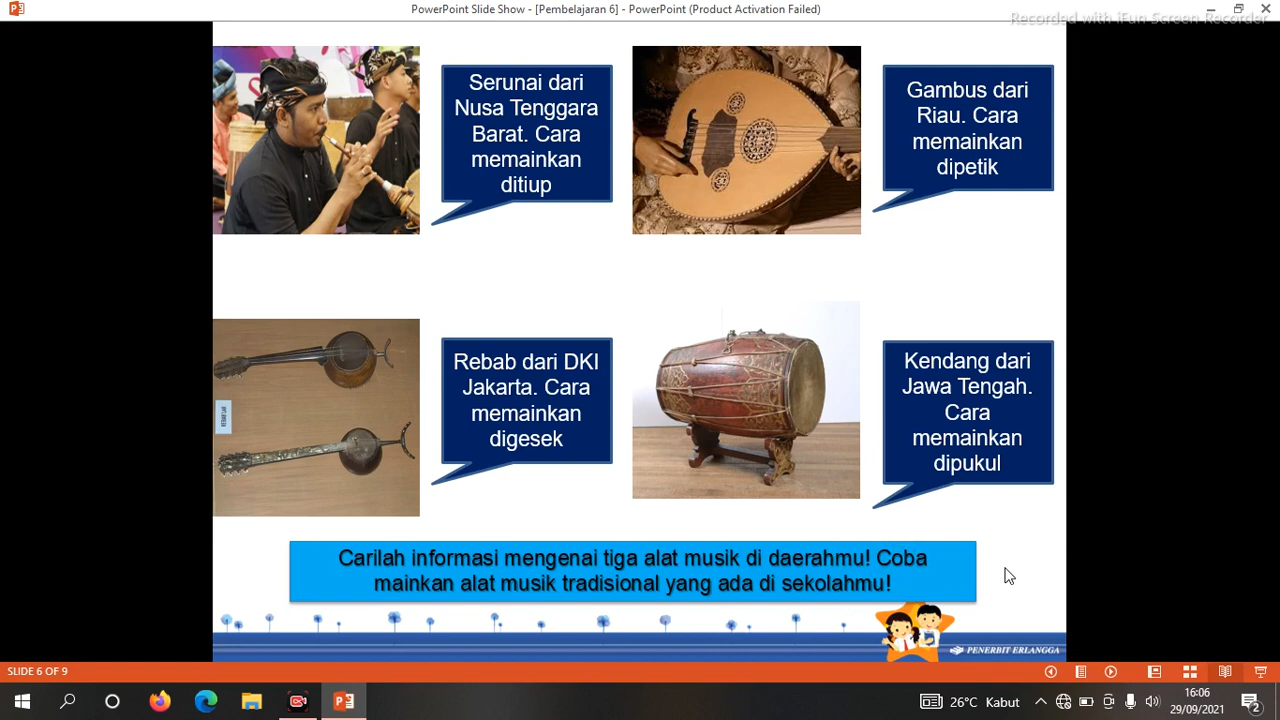 PowerPoint Slide Show - [Pembelajaran 6] - PowerPoint (Product Activation Failed)
Recorded with iFun Screen Recorder
Serunai dari
Nusa Tenggara
Barat. Cara
memainkan
ditiup
Gambus dari
Riau. Cara
memainkan
dipetik
Rebab dari DKI
Jakarta. Cara
memainkan
digesek
Kendang dari
Jawa Tengah.
Cara
memainkan
dipukul
Carilah informasi mengenai tiga alat musik di daerahmu! Coba
mainkan alat musik tradisional yang ada di sekolahmu!
PENERBIT ERLANGGA
SLIDE 6 OF 9
26°C Kabut
16:06
29/09/2021
2